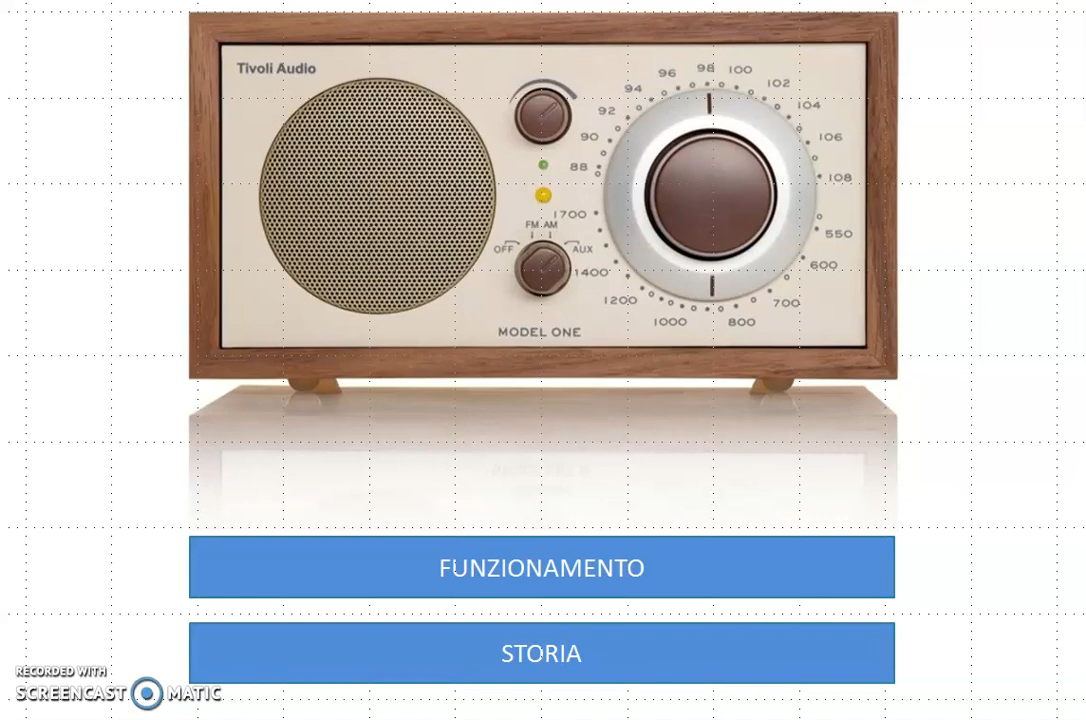 Tivoli Audio
94 96 98 100 102
92 104
90 106
88 108
1700 550
FM AM
OFF AUX
1400 600
1200 700
1000 800
MODEL ONE
FUNZIONAMENTO
STORIA
RECORDED WITH
SCREENCAST MATIC